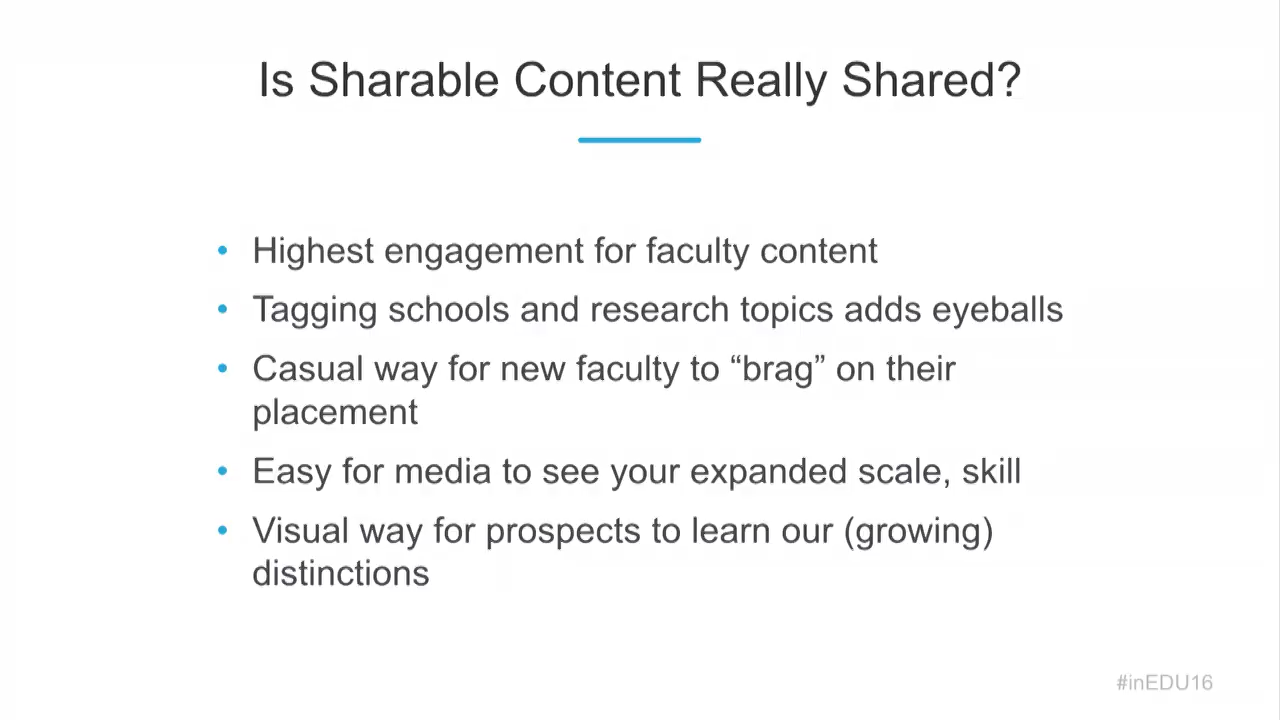 Is Sharable Content Really Shared?
• Highest engagement for faculty content
• Tagging schools and research topics adds eyeballs
• Casual way for new faculty to “brag” on their
placement
• Easy for media to see your expanded scale, skill
• Visual way for prospects to learn our (growing)
distinctions
#inEDU16